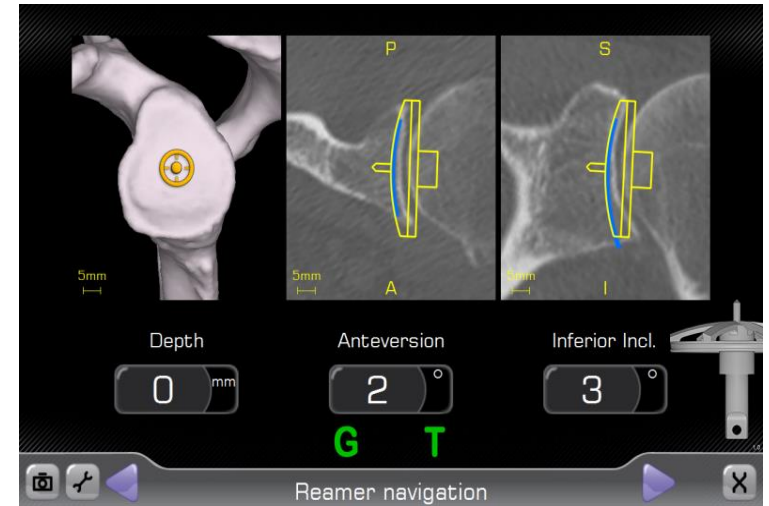 P
S
5mm
5mm
5mm
A
I
Depth
Anteversion
Inferior Incl.
0 mm
2 °
3 °
G T
Reamer navigation
X